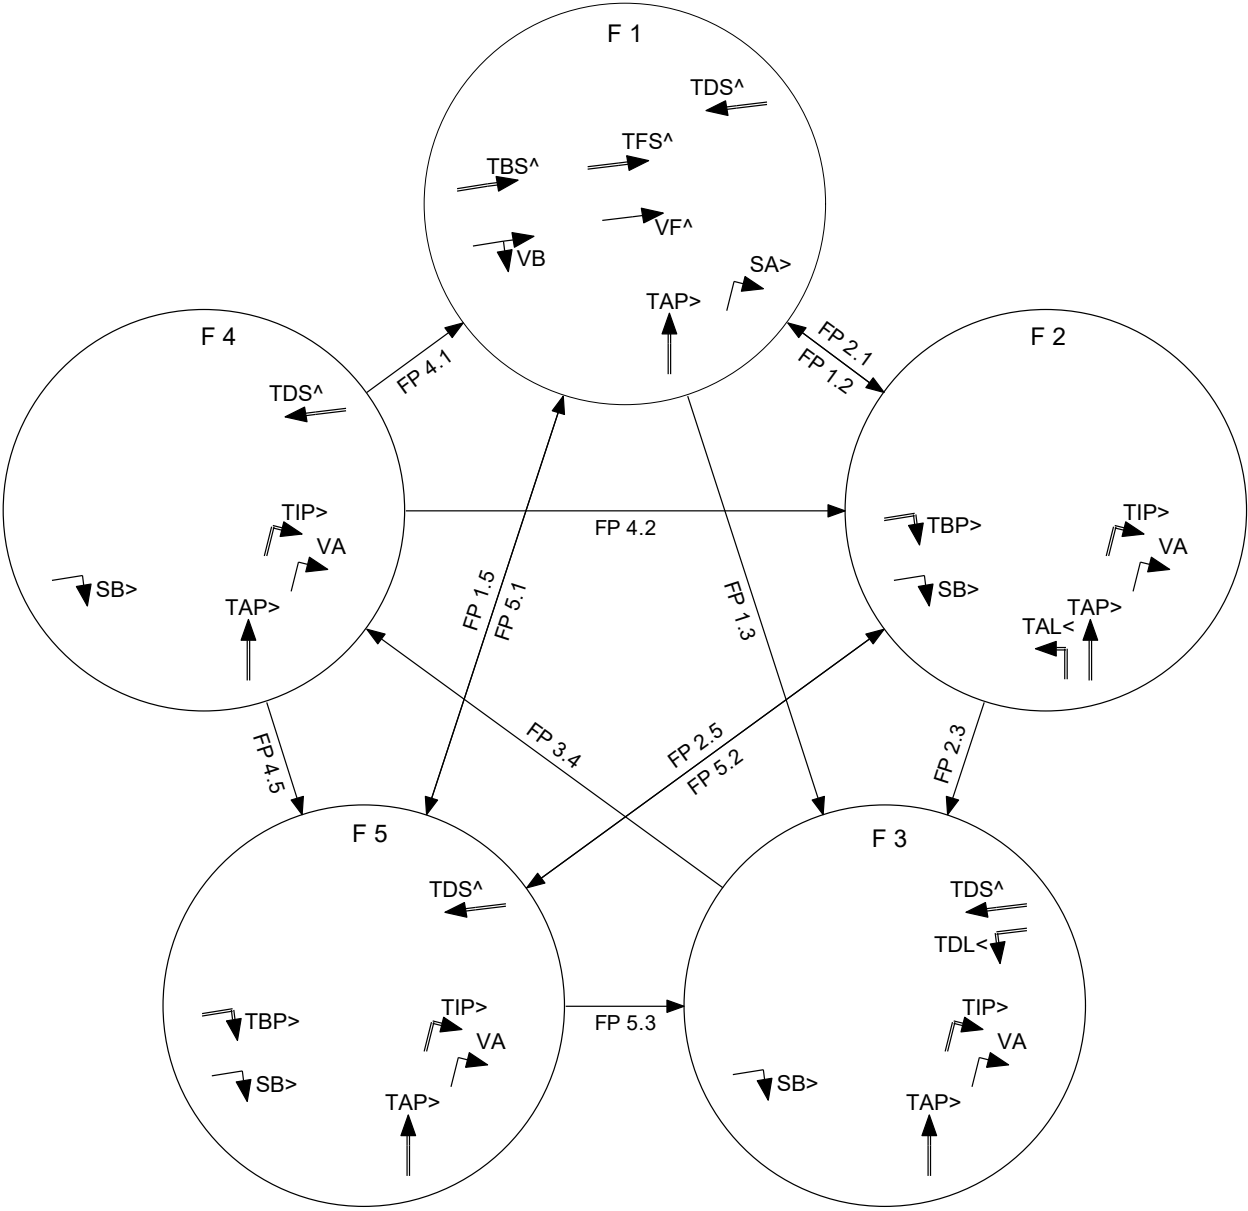 F 1
TDS^
TFS^
TBS^
VF^
VB
SA>
TAP>
FP 4.1
FP 2.1
FP 1.2
F 4
TDS^
TIP>
VA
SB>
TAP>
F 2
TBP>
TIP>
VA
SB>
TAP>
TAL<
FP 4.2
FP 1.5
FP 5.1
FP 1.3
FP 4.5
FP 3.4
FP 2.5
FP 5.2
FP 2.3
F 5
TDS^
TIP>
TBP>
VA
SB>
TAP>
FP 5.3
F 3
TDS^
TDL<
TIP>
VA
SB>
TAP>